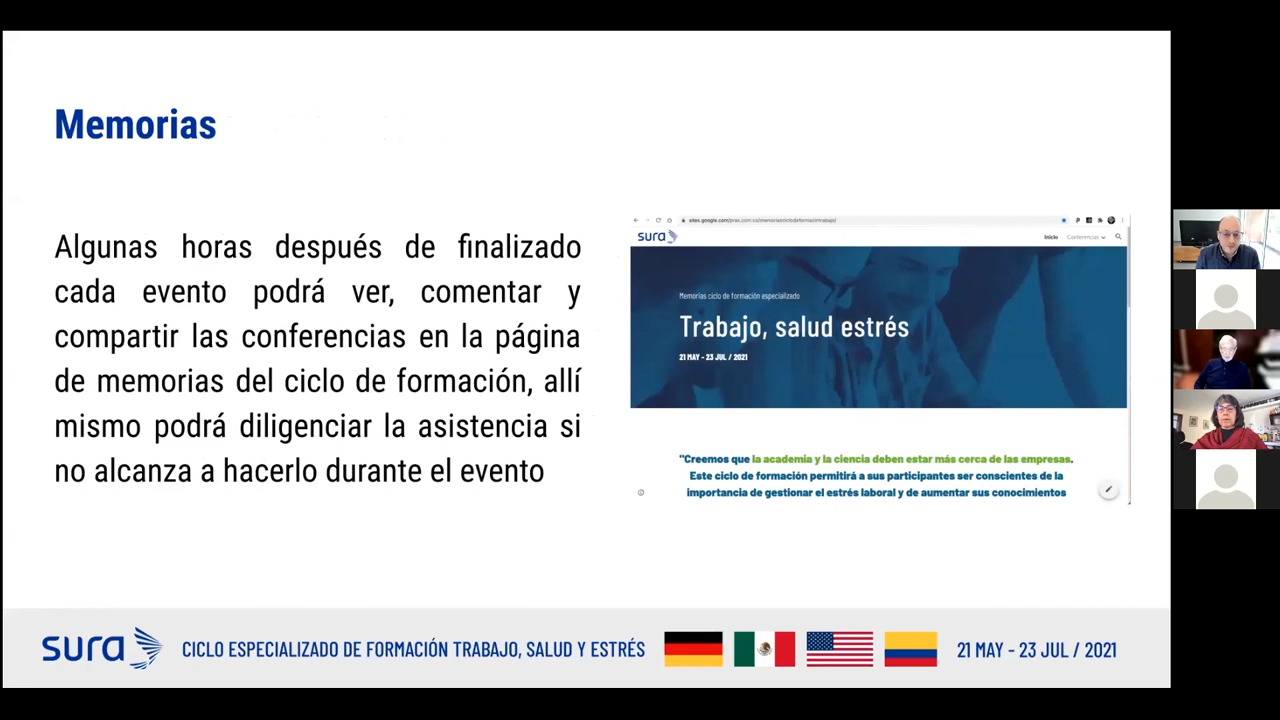 Memorias
Algunas horas después de finalizado
cada evento podrá ver, comentar y
compartir las conferencias en la página
de memorias del ciclo de formación, allí
mismo podrá diligenciar la asistencia si
no alcanza a hacerlo durante el evento
sura
Inicio Conferencias
Memorias ciclo de formación especializado
Trabajo, salud estrés
21 MAY - 23 JUL / 2021
"Creemos que la academia y la ciencia deben estar más cerca de las empresas.
Este ciclo de formación permitirá a sus participantes ser conscientes de la
importancia de gestionar el estrés laboral y de aumentar sus conocimientos
sura CICLO ESPECIALIZADO DE FORMACIÓN TRABAJO, SALUD Y ESTRÉS 21 MAY - 23 JUL / 2021